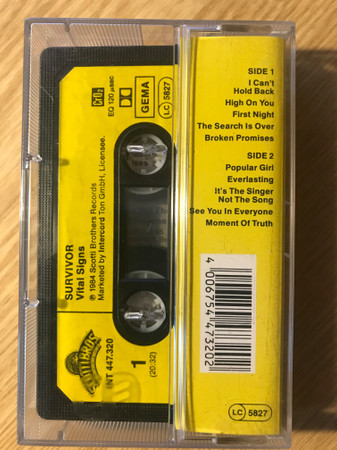 CrO₂
EQ 120 µsec
GEMA
LC 5827
SURVIVOR
Vital Signs
℗ 1984 Scotti Brothers Records
Marketed by Intercord Ton GmbH, Licensee.
SCOTTI BROS
INT 447.320
1
(20:32)
SIDE 1
I Can't
Hold Back
High On You
First Night
The Search Is Over
Broken Promises
SIDE 2
Popular Girl
Everlasting
It's The Singer
Not The Song
See You In Everyone
Moment Of Truth
4 006754 473202
LC 5827